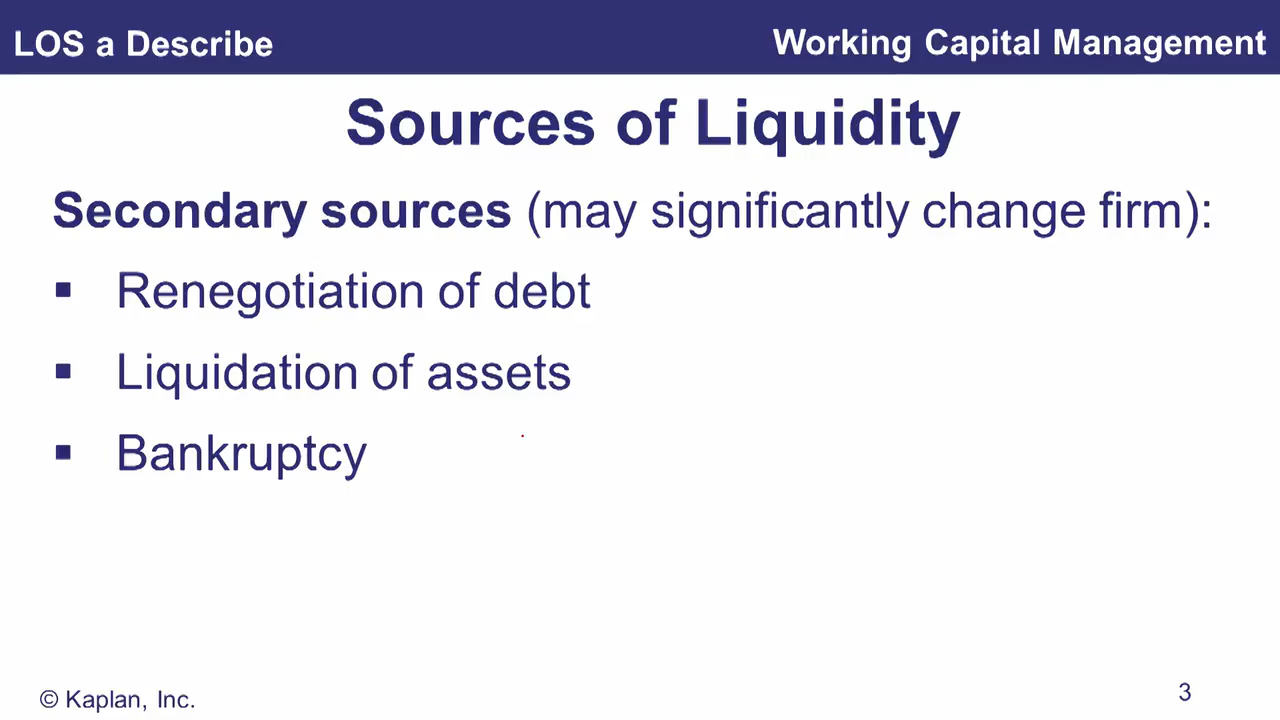 LOS a Describe
Working Capital Management
Sources of Liquidity
Secondary sources (may significantly change firm):
▪ Renegotiation of debt
▪ Liquidation of assets
▪ Bankruptcy
© Kaplan, Inc.
3